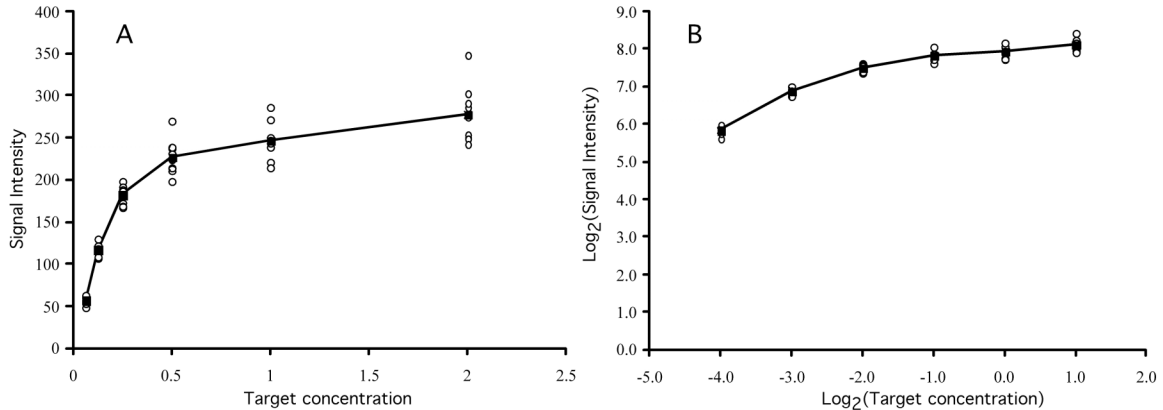 A
400
350
300
250
200
150
100
50
0
Signal Intensity
0 0.5 1 1.5 2 2.5
Target concentration
B
9.0
8.0
7.0
6.0
5.0
4.0
3.0
2.0
1.0
0.0
Log2(Signal Intensity)
-5.0 -4.0 -3.0 -2.0 -1.0 0.0 1.0 2.0
Log2(Target concentration)